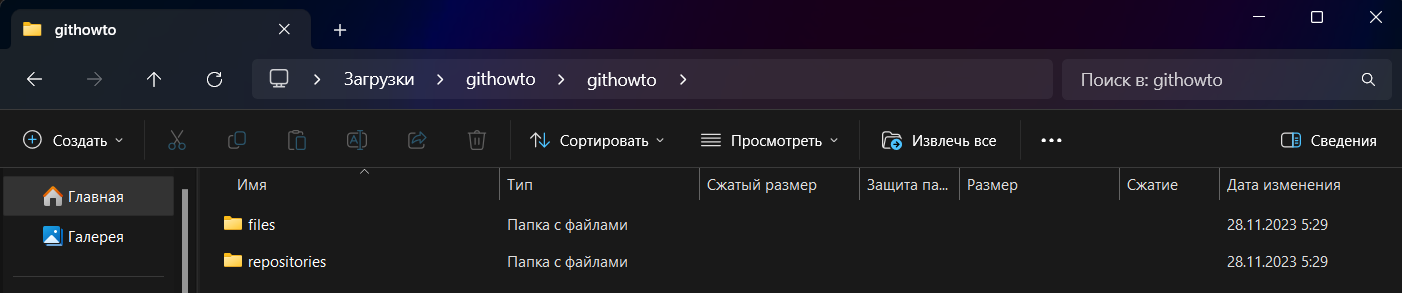 githowto
Загрузки githowto githowto
Поиск в: githowto
Создать Сортировать Просмотреть Извлечь все Сведения
Главная
Галерея
Имя Тип Сжатый размер Защита па... Размер Сжатие Дата изменения
files Папка с файлами 28.11.2023 5:29
repositories Папка с файлами 28.11.2023 5:29